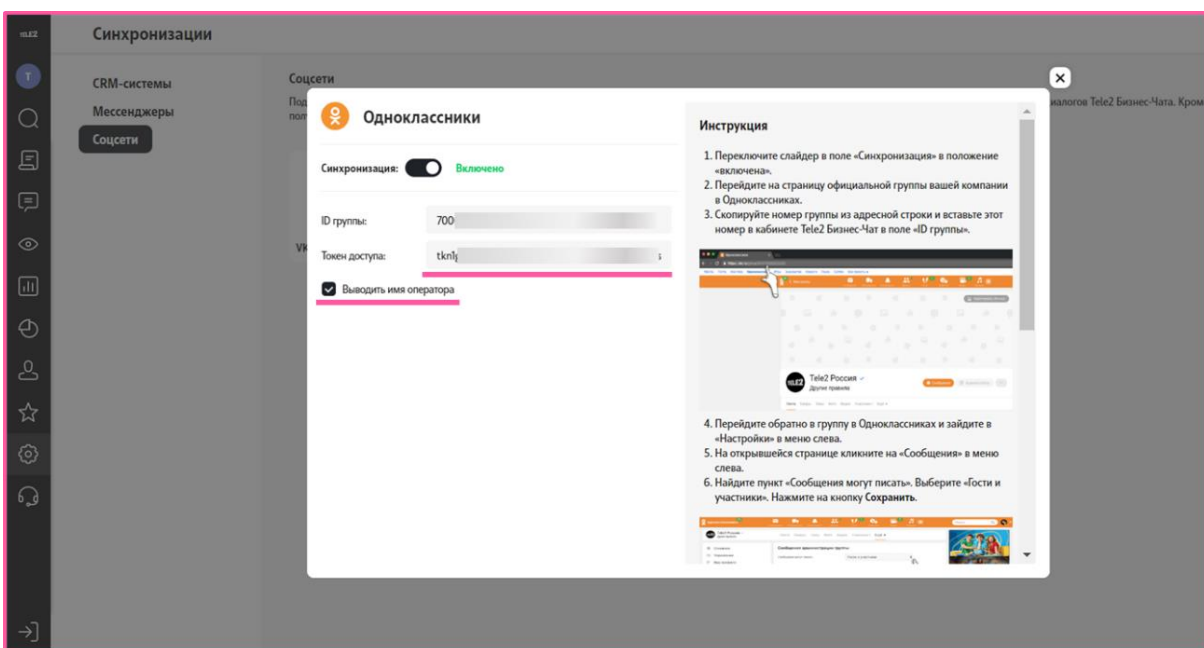 TELE2
Синхронизации
T
CRM-системы
Мессенджеры
Соцсети
Соцсети
иалогов Tele2 Бизнес-Чата. Кром
Одноклассники
Синхронизация: Включено
ID группы: 700
Токен доступа: tkn1
Выводить имя оператора
Инструкция
1. Переключите слайдер в поле «Синхронизация» в положение
«включена».
2. Перейдите на страницу официальной группы вашей компании
в Одноклассниках.
3. Скопируйте номер группы из адресной строки и вставьте этот
номер в кабинете Tele2 Бизнес-Чат в поле «ID группы».
TELE2
Tele2 Россия
Другие правила
4. Перейдите обратно в группу в Одноклассниках и зайдите в
«Настройки» в меню слева.
5. На открывшейся странице кликните на «Сообщения» в меню
слева.
6. Найдите пункт «Сообщения могут писать». Выберите «Гости и
участники». Нажмите на кнопку Сохранить.